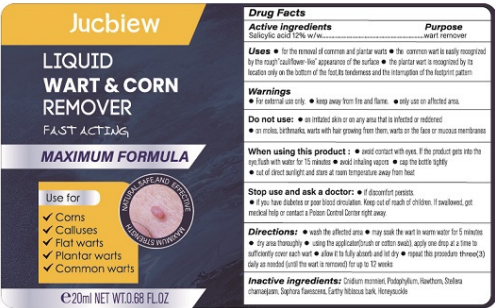 Jucbiew
LIQUID
WART & CORN
REMOVER
FAST ACTING
MAXIMUM FORMULA
Use for
✓ Corns
✓ Calluses
✓ Flat warts
✓ Plantar warts
✓ Common warts
NATURAL,SAFE,AND EFFECTIVE
MAXIMUM STRENGTH
℮20ml NET WT.0.68 FL.OZ
Drug Facts
Active ingredients Purpose
Salicylic acid 12% w/w......wart remover
Uses ● for the removal of common and plantar warts ● the common wart is easily recognized
by the rough"cauliflower-like" appearance of the surface ● the plantar wart is recognized by its
location only on the bottom of the foot,its tenderness and the interruption of the footprint pattern
Warnings
● For external use only. ● keep away from fire and flame. ● only use on affected area.
Do not use: ● on irritated skin or on any area that is infected or reddened
● on moles, birthmarks, warts with hair growing from them, warts on the face or mucous membranes
When using this product : ● avoid contact with eyes. If the product gets into the
eye,flush with water for 15 minutes ● avoid inhaling vapors ● cap the bottle tightly
● out of direct sunlight and store at room temperature away from heat
Stop use and ask a doctor: ● if discomfort persists.
● if you have diabetes or poor blood circulation. Keep out of reach of children. If swallowed, get
medical help or contact a Poison Control Center right away.
Directions: ● wash the affected area ● may soak the wart in warm water for 5 minutes
● dry area thoroughly ● using the applicator(brush or cotton swab), apply one drop at a time to
sufficiently cover each wart ● allow it to fully absorb and let dry ● repeat this procedure three(3)
daily as needed (until the wart is removed) for up to 12 weeks
Inactive ingredients: Cnidium monnieri, Podophyllum, Hawthorn, Stellera
chamaejasm, Sophora flavescens, Earthy hibiscus bark, Honeysuckle